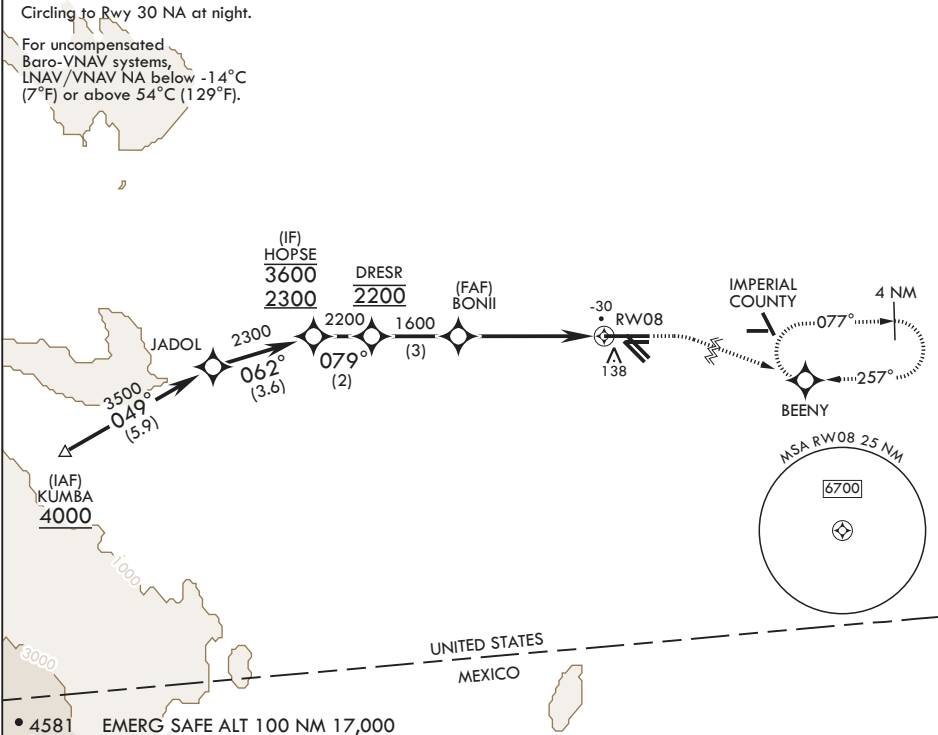 Circling to Rwy 30 NA at night.
For uncompensated
Baro-VNAV systems,
LNAV/VNAV NA below -14°C
(7°F) or above 54°C (129°F).
(IF)
HOPSE
3600
2300
DRESR
2200
(FAF)
BONII
IMPERIAL
COUNTY
4 NM
-30
RW08
138
JADOL
2300
2200
1600
062°
(3.6)
079°
(2)
(3)
077°
257°
BEENY
3500
049°
(5.9)
(IAF)
KUMBA
4000
MSA RW08 25 NM
6700
1000
3000
UNITED STATES
MEXICO
4581 EMERG SAFE ALT 100 NM 17,000